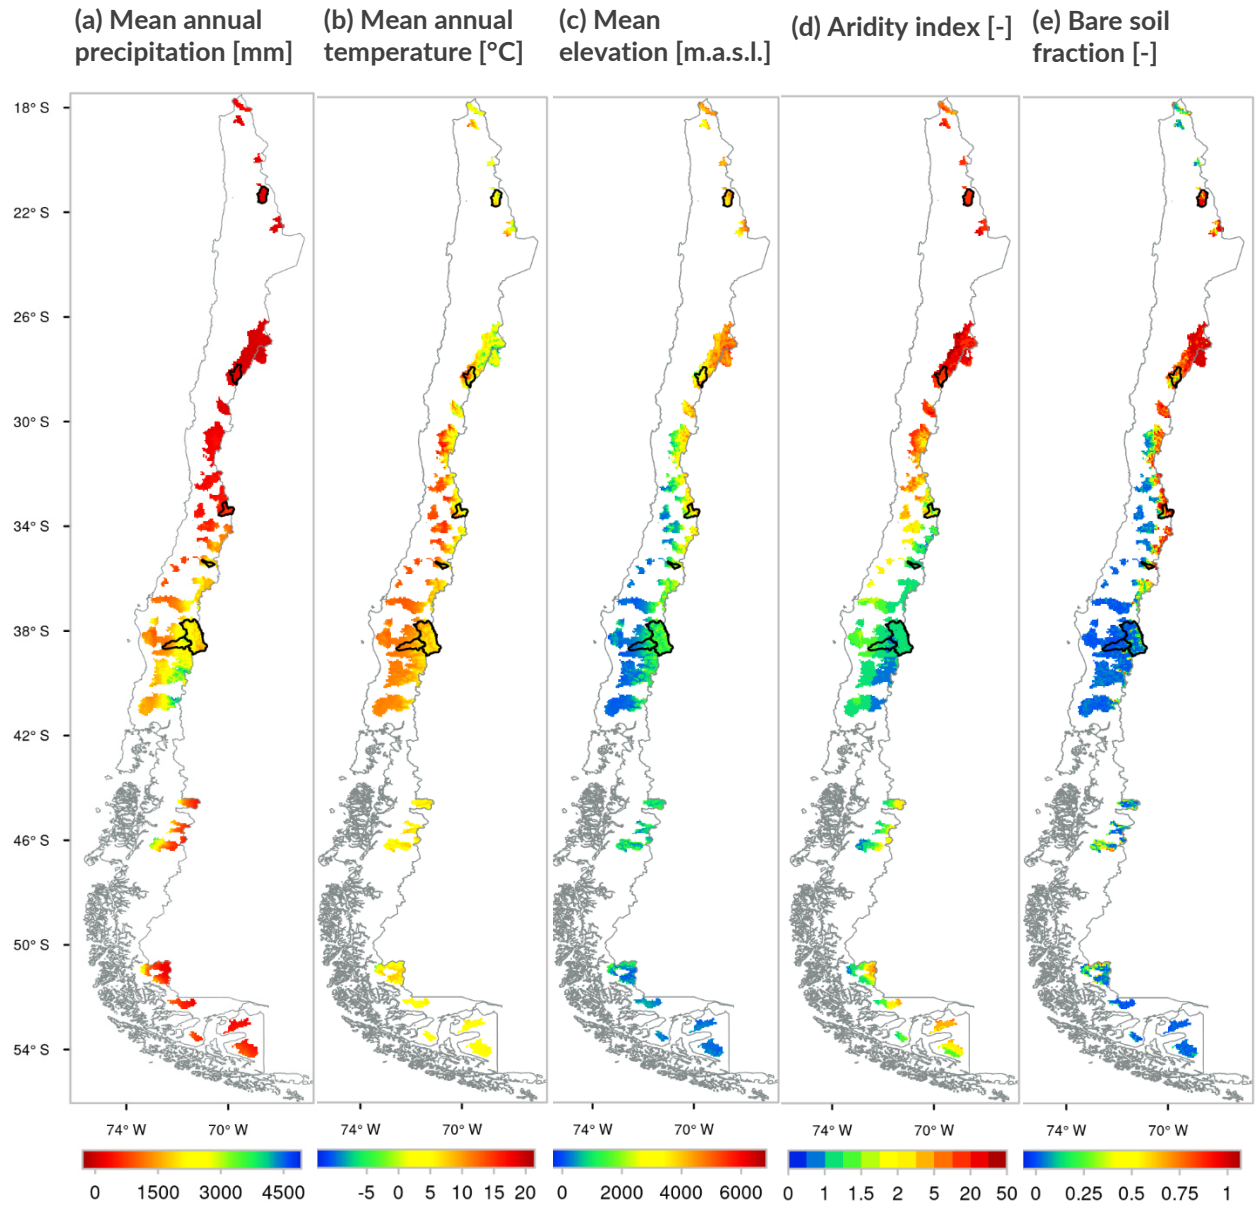 (a) Mean annual
precipitation [mm]
(b) Mean annual
temperature [°C]
(c) Mean
elevation [m.a.s.l.]
(d) Aridity index [-]
(e) Bare soil
fraction [-]
18° S
22° S
26° S
30° S
34° S
38° S
42° S
46° S
50° S
54° S
74° W 70° W
74° W 70° W
74° W 70° W
74° W 70° W
74° W 70° W
0 1500 3000 4500
-5 0 5 10 15 20
0 2000 4000 6000
0 1 1.5 2 5 20 50
0 0.25 0.5 0.75 1